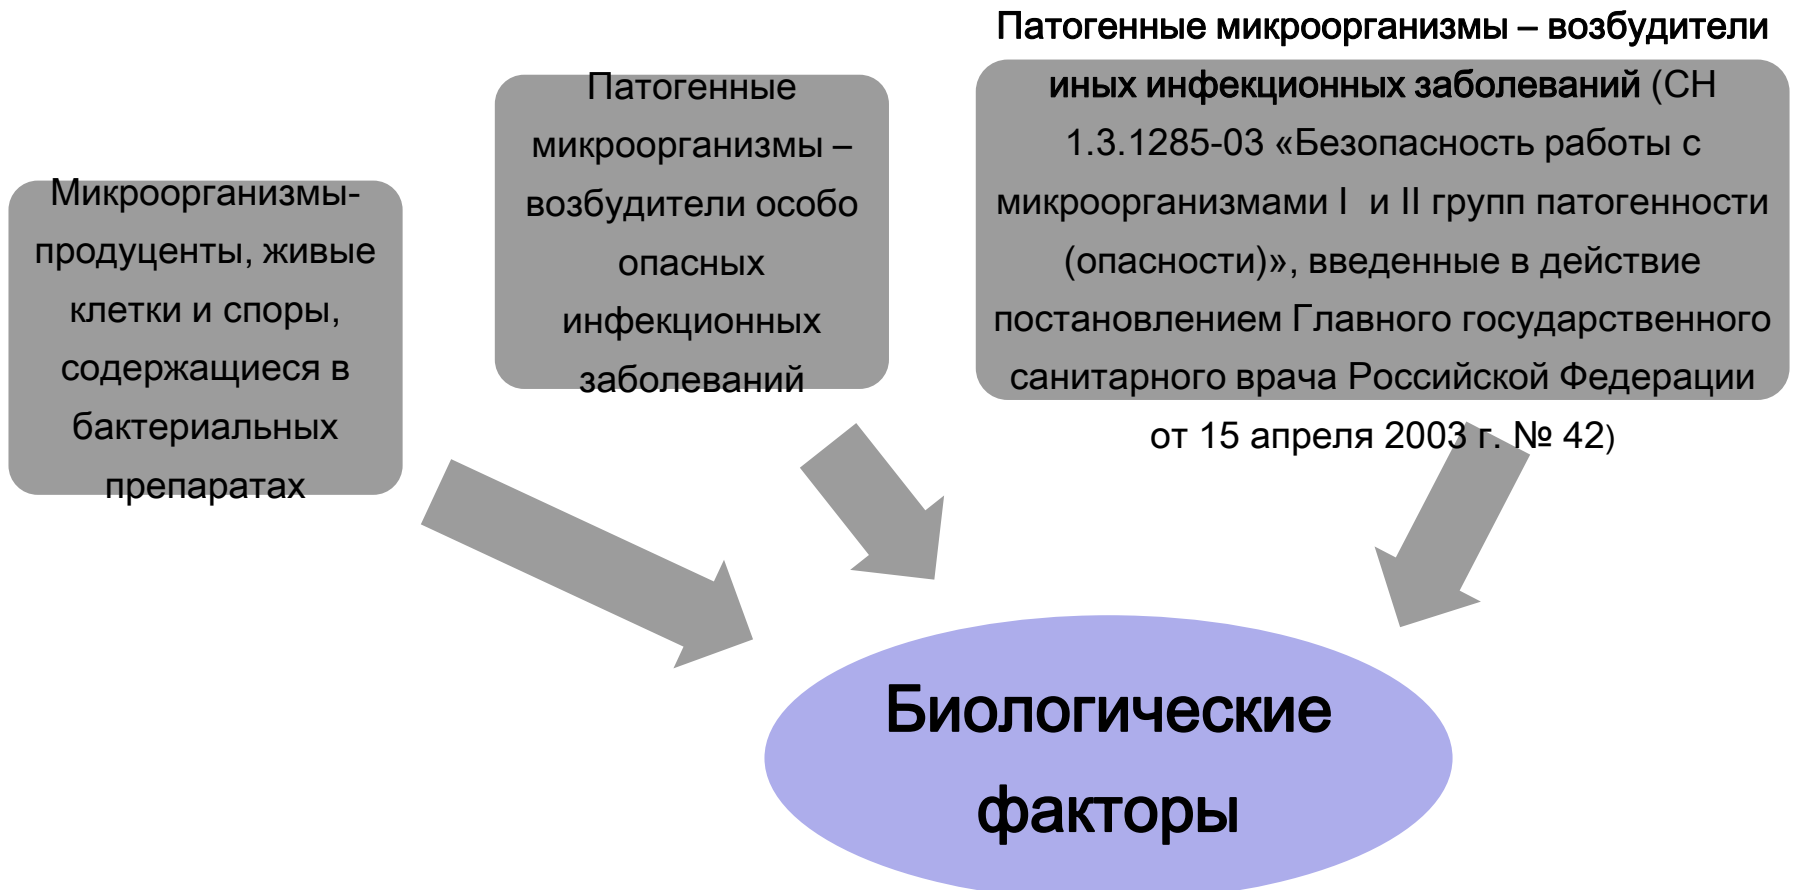 Микроорганизмы-
продуценты, живые
клетки и споры,
содержащиеся в
бактериальных
препаратах
Патогенные
микроорганизмы –
возбудители особо
опасных
инфекционных
заболеваний
Патогенные микроорганизмы – возбудители
иных инфекционных заболеваний (СН
1.3.1285-03 «Безопасность работы с
микроорганизмами I и II групп патогенности
(опасности)», введенные в действие
постановлением Главного государственного
санитарного врача Российской Федерации
от 15 апреля 2003 г. № 42)
Биологические
факторы